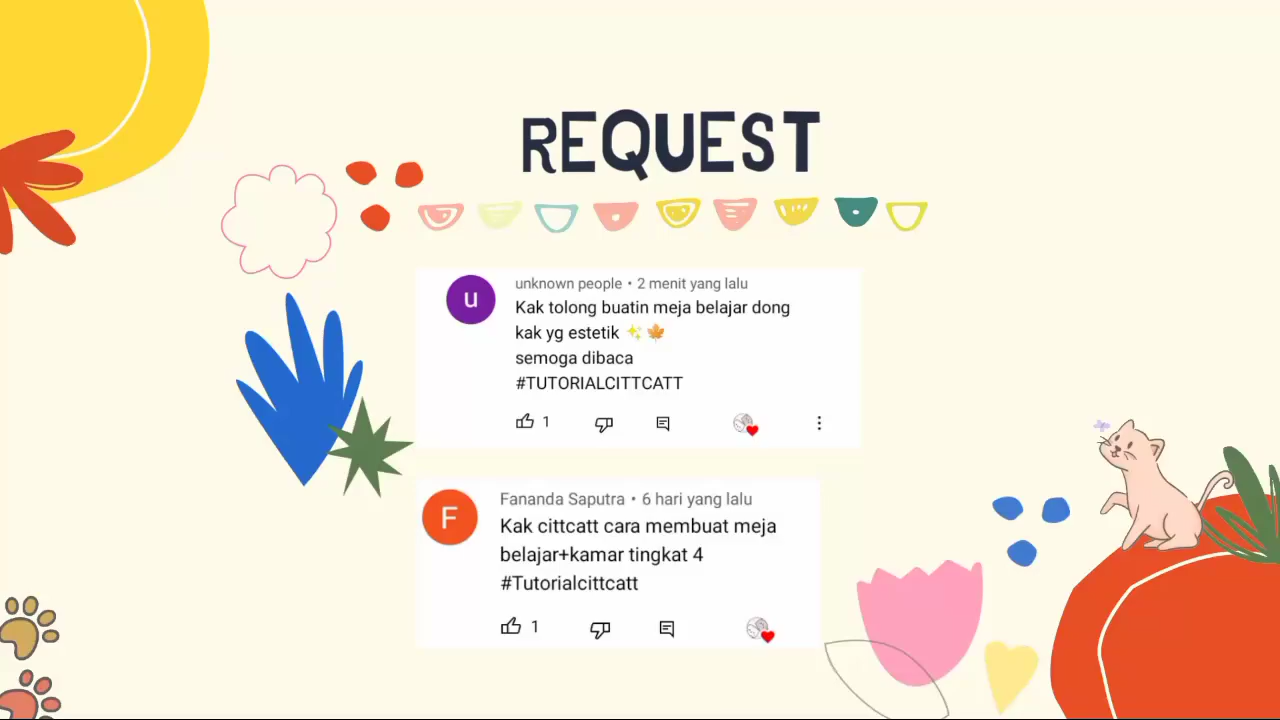 REQUEST
u
unknown people • 2 menit yang lalu
Kak tolong buatin meja belajar dong
kak yg estetik ✨🍁
semoga dibaca
#TUTORIALCITTCATT
1
F
Fananda Saputra • 6 hari yang lalu
Kak cittcatt cara membuat meja
belajar+kamar tingkat 4
#Tutorialcittcatt
1